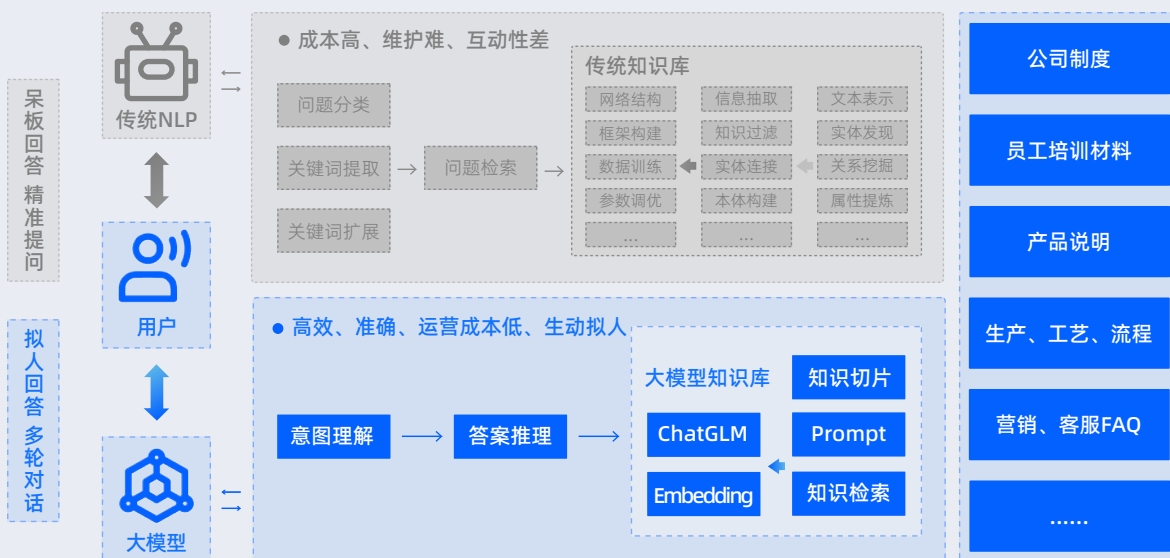 呆板回答 精准提问
拟人回答 多轮对话
传统NLP
用户
大模型
● 成本高、维护难、互动性差
问题分类
关键词提取
关键词扩展
问题检索
传统知识库
网络结构 信息抽取 文本表示
框架构建 知识过滤 实体发现
数据训练 实体连接 关系挖掘
参数调优 本体构建 属性提炼
... ... ...
● 高效、准确、运营成本低、生动拟人
意图理解
答案推理
大模型知识库
知识切片
ChatGLM
Prompt
Embedding
知识检索
公司制度
员工培训材料
产品说明
生产、工艺、流程
营销、客服FAQ
......